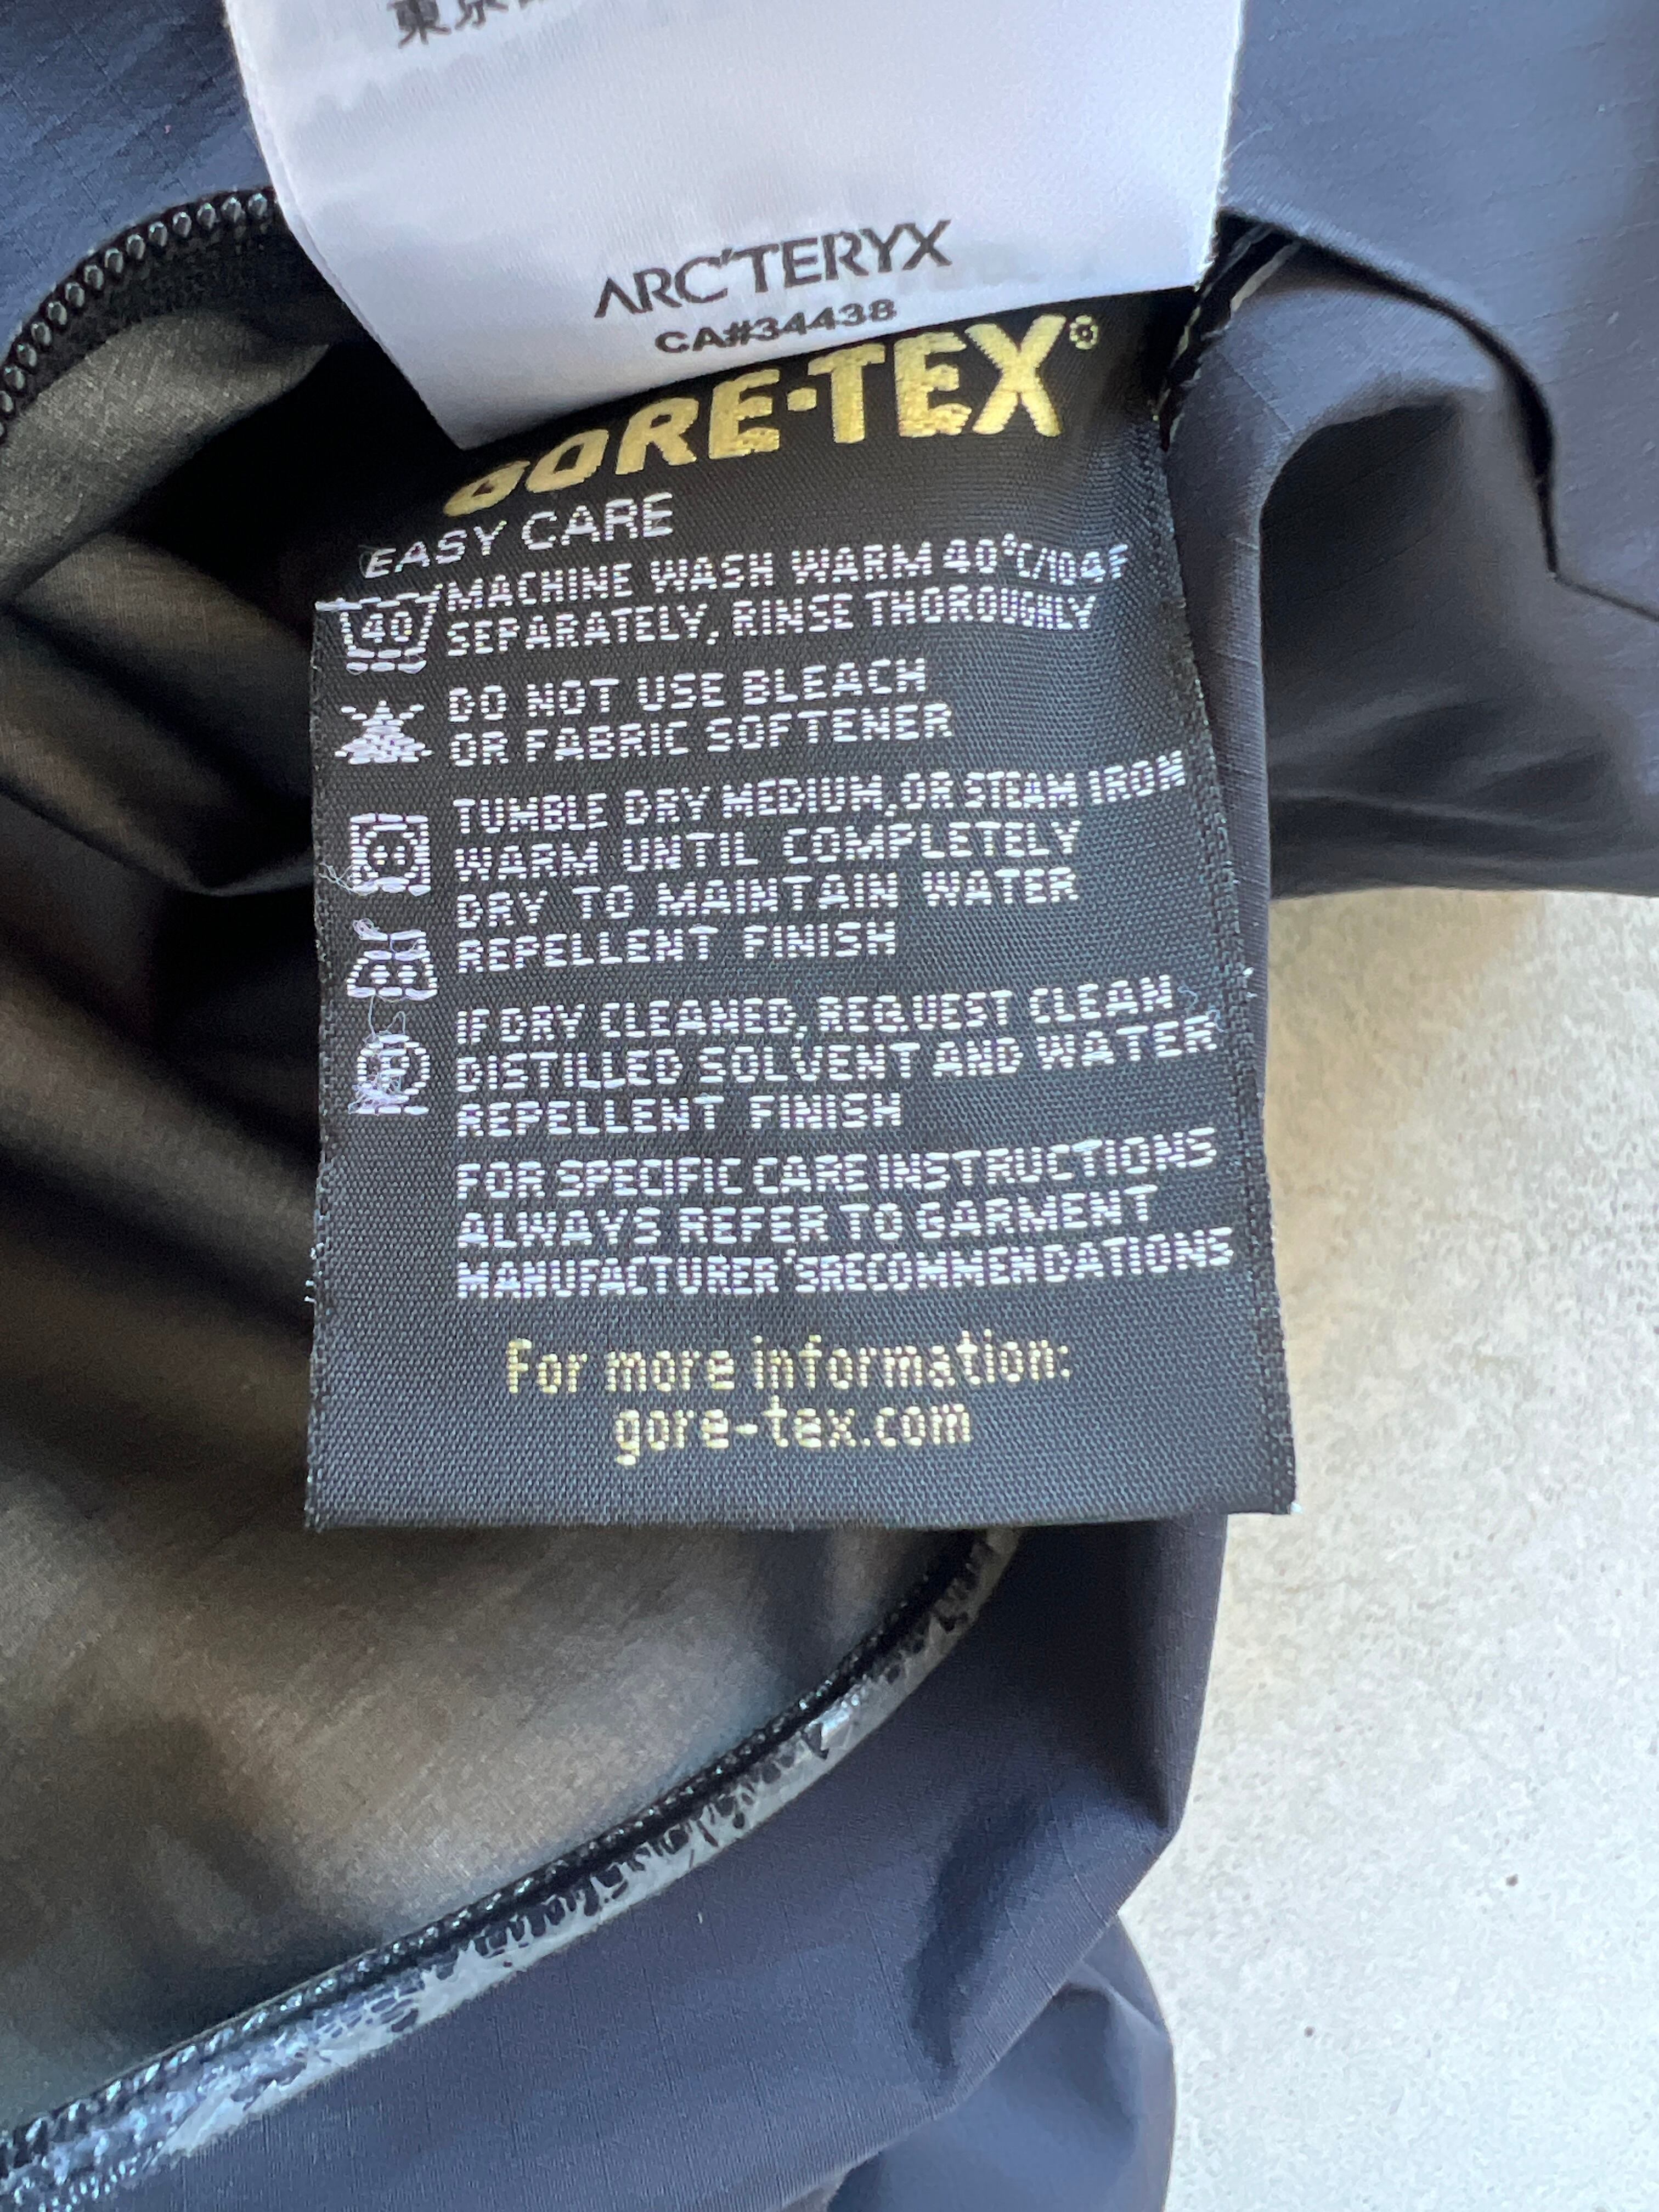 東京
ARC'TERYX
CA#34438
GORE-TEX®
EASY CARE
MACHINE WASH WARM 40°C/104F
40
SEPARATELY, RINSE THOROUGHLY
DO NOT USE BLEACH
OR FABRIC SOFTENER
TUMBLE DRY MEDIUM, OR STEAM IRON
WARM UNTIL COMPLETELY
DRY TO MAINTAIN WATER
REPELLENT FINISH
IF DRY CLEANED, REQUEST CLEAN
DISTILLED SOLVENT AND WATER
REPELLENT FINISH
FOR SPECIFIC CARE INSTRUCTIONS
ALWAYS REFER TO GARMENT
MANUFACTURER'S RECOMMENDATIONS
For more information:
gore-tex.com